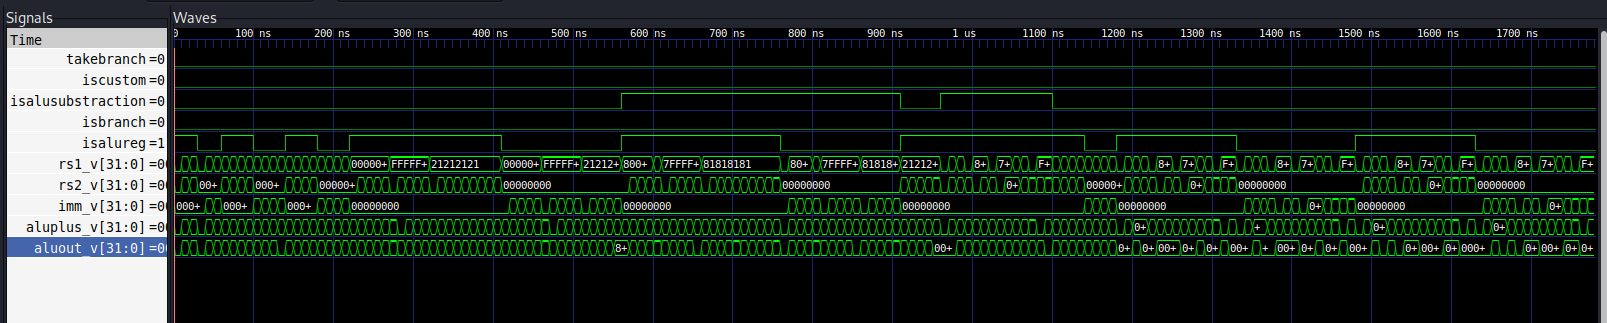 Signals
Waves
Time
0 100 ns 200 ns 300 ns 400 ns 500 ns 600 ns 700 ns 800 ns 900 ns 1 us 1100 ns 1200 ns 1300 ns 1400 ns 1500 ns 1600 ns 1700 ns
takebranch =0
iscustom =0
isalusubstraction =0
isbranch =0
isalureg =1
rs1_v[31:0] =00 00000+ FFFFF+ 21212121 00000+ FFFFF+ 21212+ 800+ 7FFFF+ 81818181 80+ 7FFFF+ 81818+ 21212+ 8+ 7+ F+ 8+ 7+ F+ 8+ 7+ F+ 8+ 7+ F+ 8+ 7+ F+
rs2_v[31:0] =00 00+ 000+ 00000+ 00000000 00000000 0+ 00000+ 0+ 00000000 0+ 00000000
imm_v[31:0] =00 000+ 000+ 000+ 00000000 00000000 00000000 00000000 0+ 00000000 0+
aluplus_v[31:0] =00 0+ + 0+ 0+
aluout_v[31:0] =00 8+ 00+ 0+ 0+ 00+ 0+ 0+ 00+ + 00+ 0+ 0+ 00+ 0+ 00+ 0+ 000+ 0+ 00+ 0+ 0+